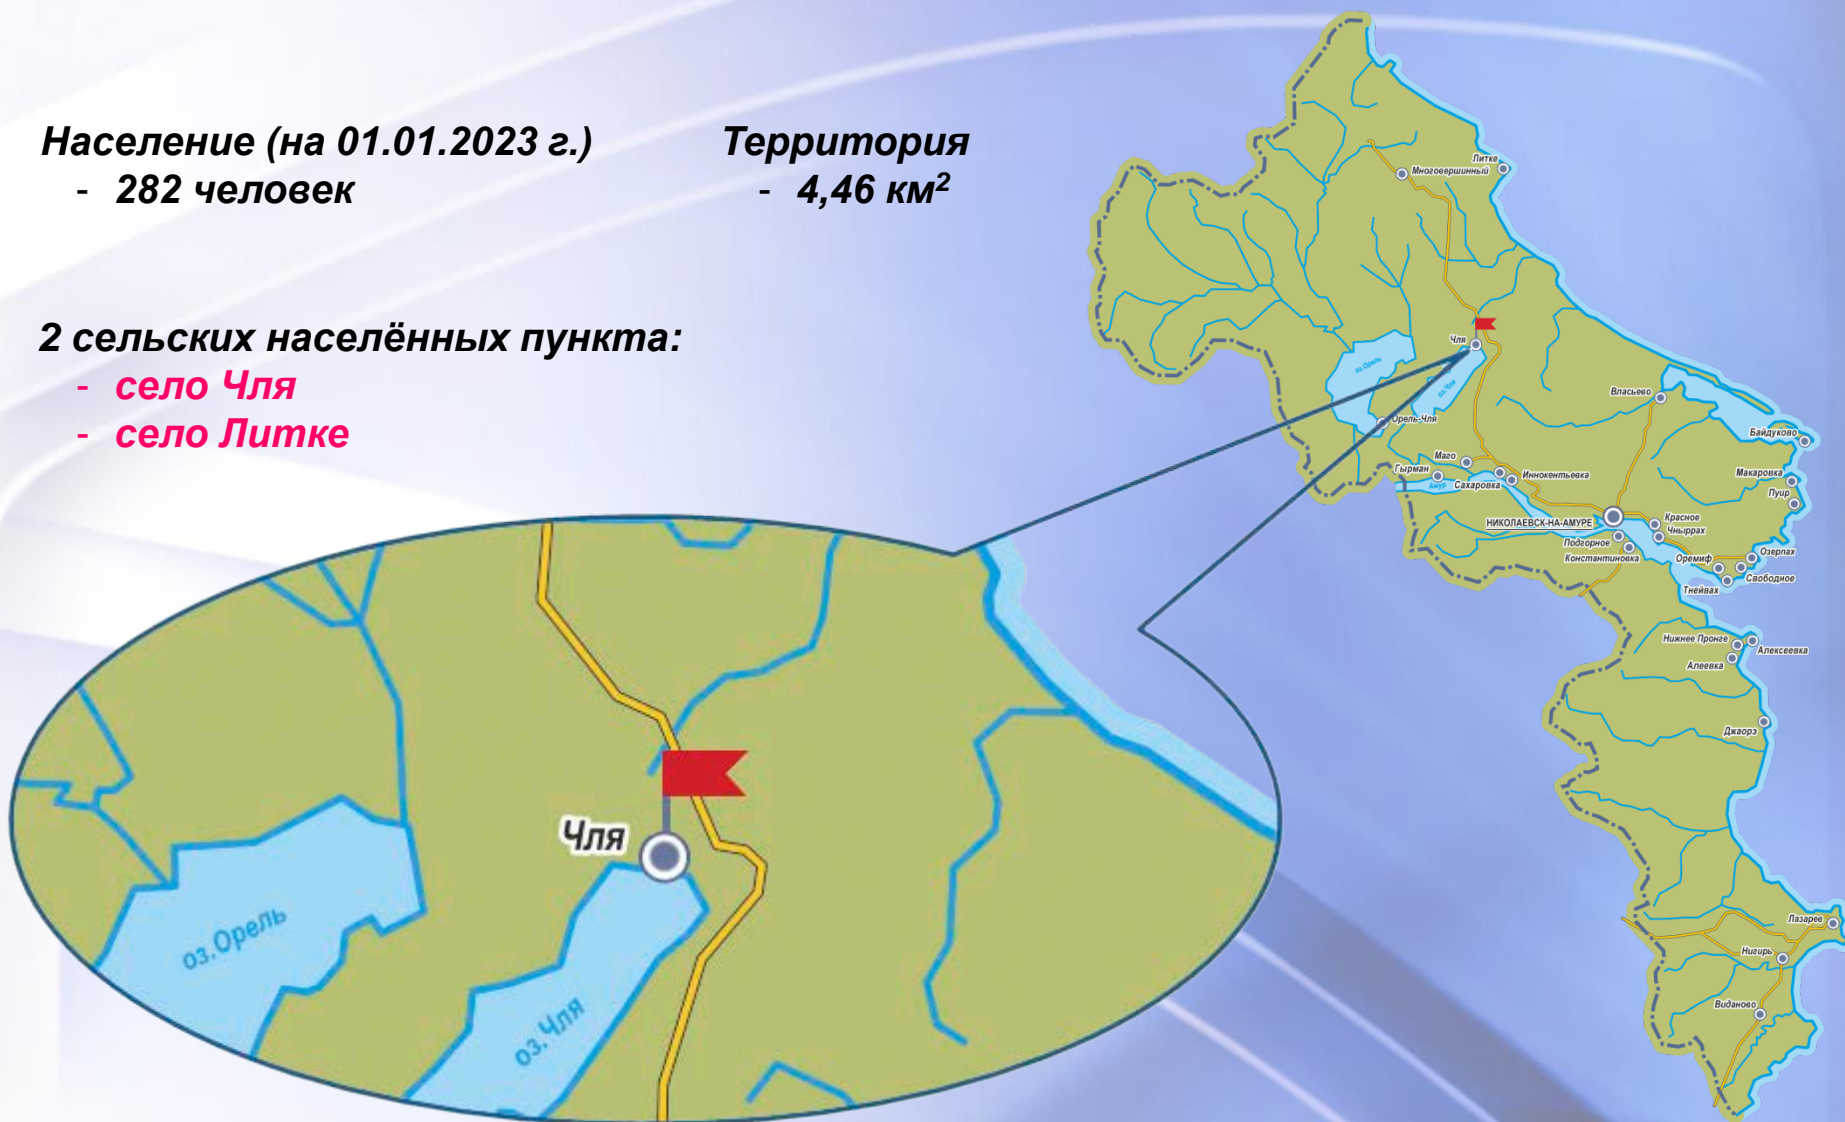 Население (на 01.01.2023 г.)
- 282 человек
Территория
- 4,46 км²
2 сельских населённых пункта:
- село Чля
- село Литке
Литке
Многовершинный
Чля
оз.Орель
оз.Чля
Орель-Чля
Власьево
Байдуково
Маго
Гырман
Иннокентьевка
Амур
Сахаровка
Макаровка
Пуир
НИКОЛАЕВСК-НА-АМУРЕ
Красное
Чныррах
Подгорное
Константиновка
Оремиф
Озерпах
Свободное
Тнейвах
Нижнее Пронге
Алексеевка
Алеевка
Джаорэ
Лазарев
Нигирь
Виданово
Чля
оз.Орель
оз.Чля